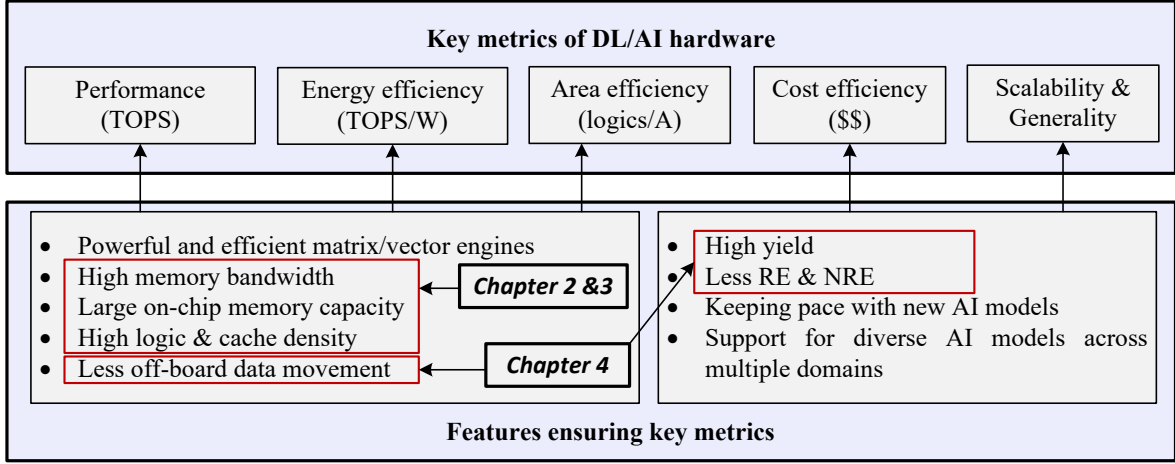 Key metrics of DL/AI hardware
Performance
(TOPS)
Energy efficiency
(TOPS/W)
Area efficiency
(logics/A)
Cost efficiency
($$)
Scalability &
Generality
• Powerful and efficient matrix/vector engines
• High memory bandwidth
• Large on-chip memory capacity
• High logic & cache density
• Less off-board data movement
Chapter 2 &3
Chapter 4
• High yield
• Less RE & NRE
• Keeping pace with new AI models
• Support for diverse AI models across
multiple domains
Features ensuring key metrics